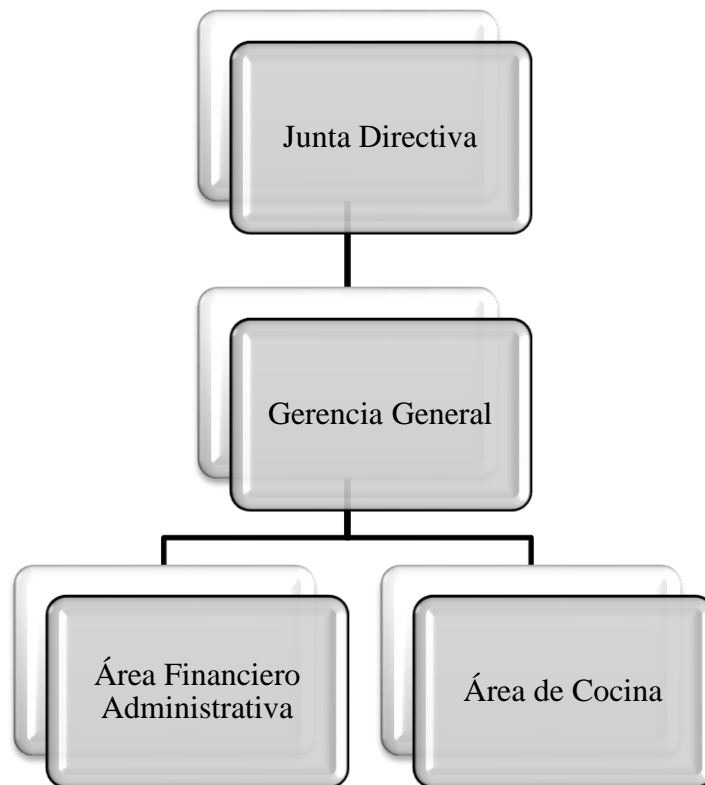 Junta Directiva
Gerencia General
Área Financiero
Administrativa
Área de Cocina